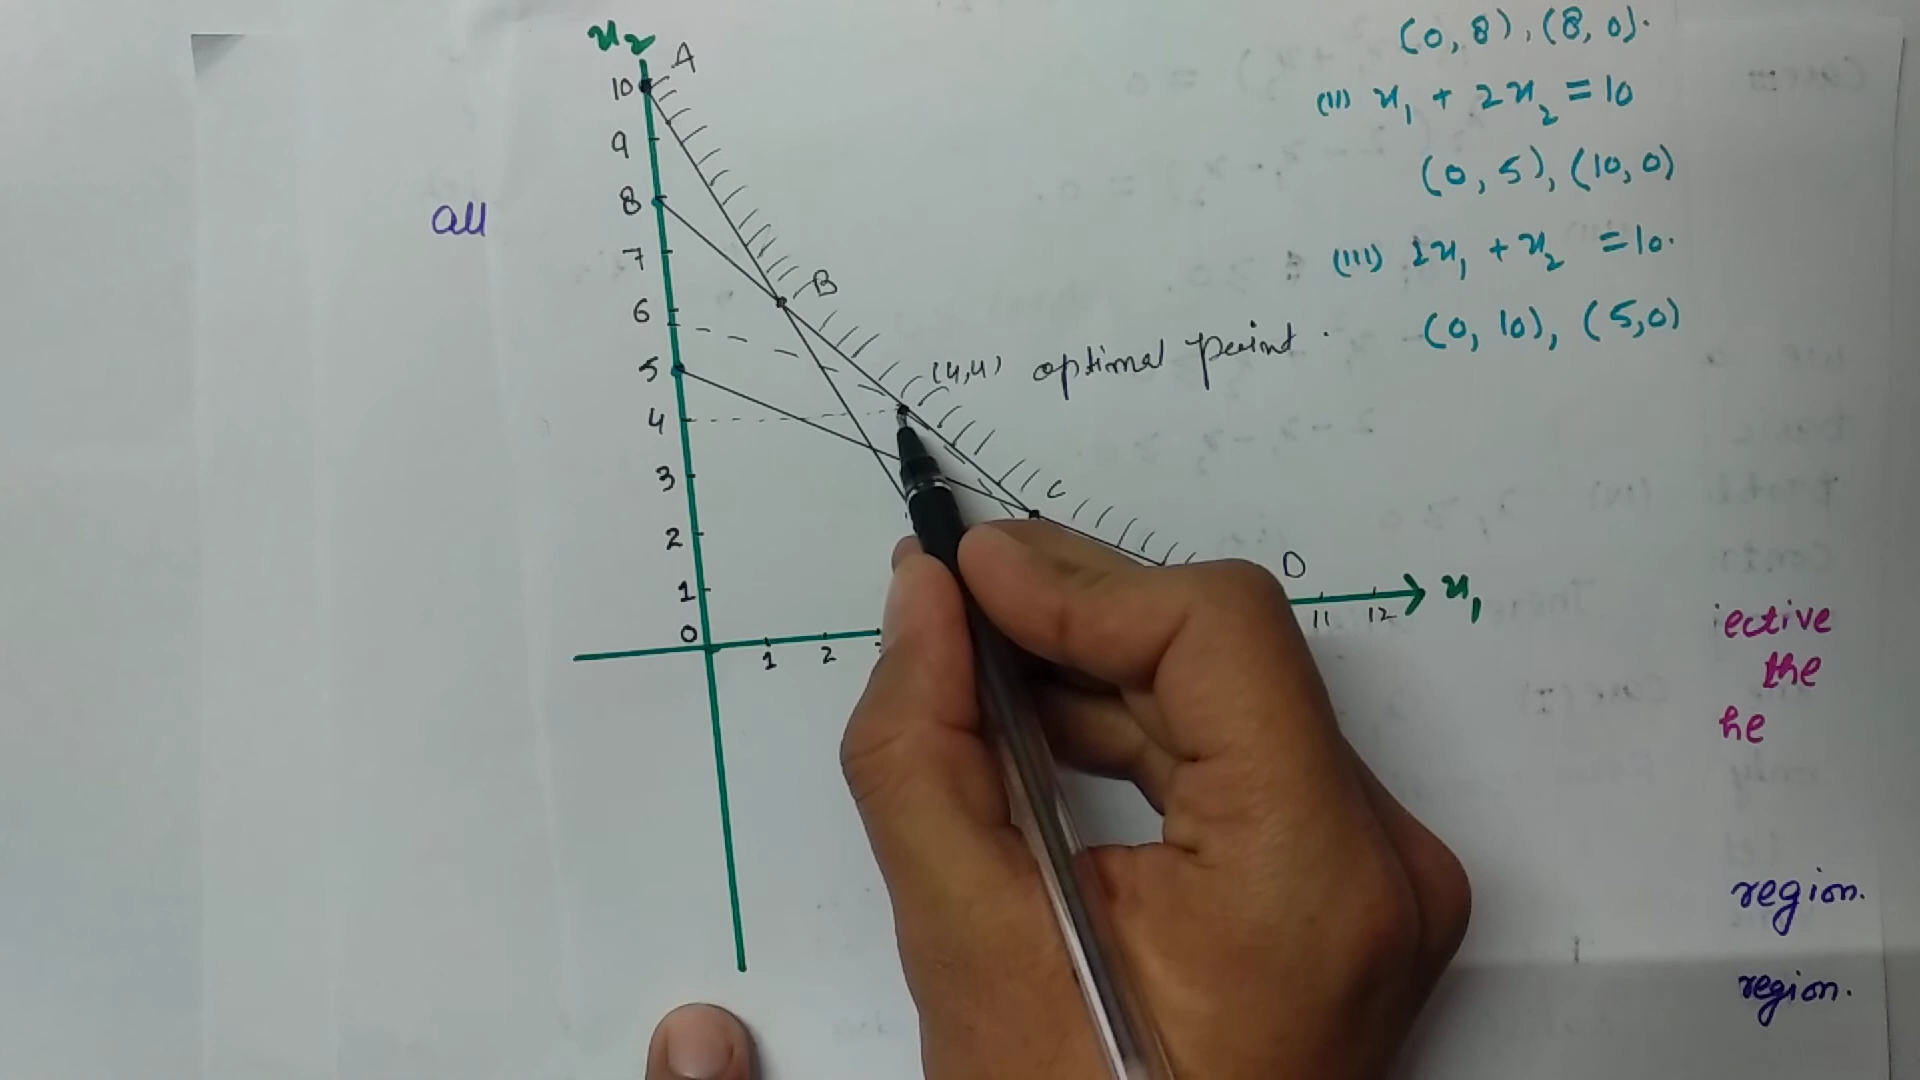 x₂
A
10
9
8
7
6
5
4
3
2
1
0
1 2
all
B
(4,4) optimal point.
C
D
11 12
x₁
(0, 8), (8, 0).
(II) x₁ + 2x₂ = 10
(0, 5), (10, 0)
(III) 2x₁ + x₂ = 10.
(0, 10), (5,0)
ective
the
he
region.
region.